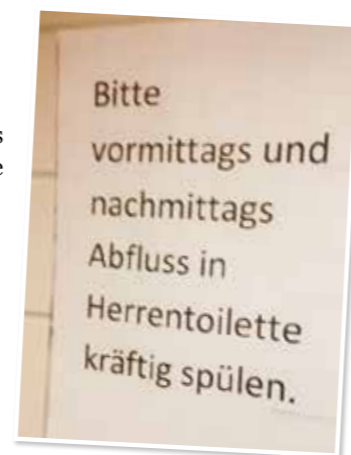 Bitte
vormittags und
nachmittags
Abfluss in
Herrentoilette
kräftig spülen.